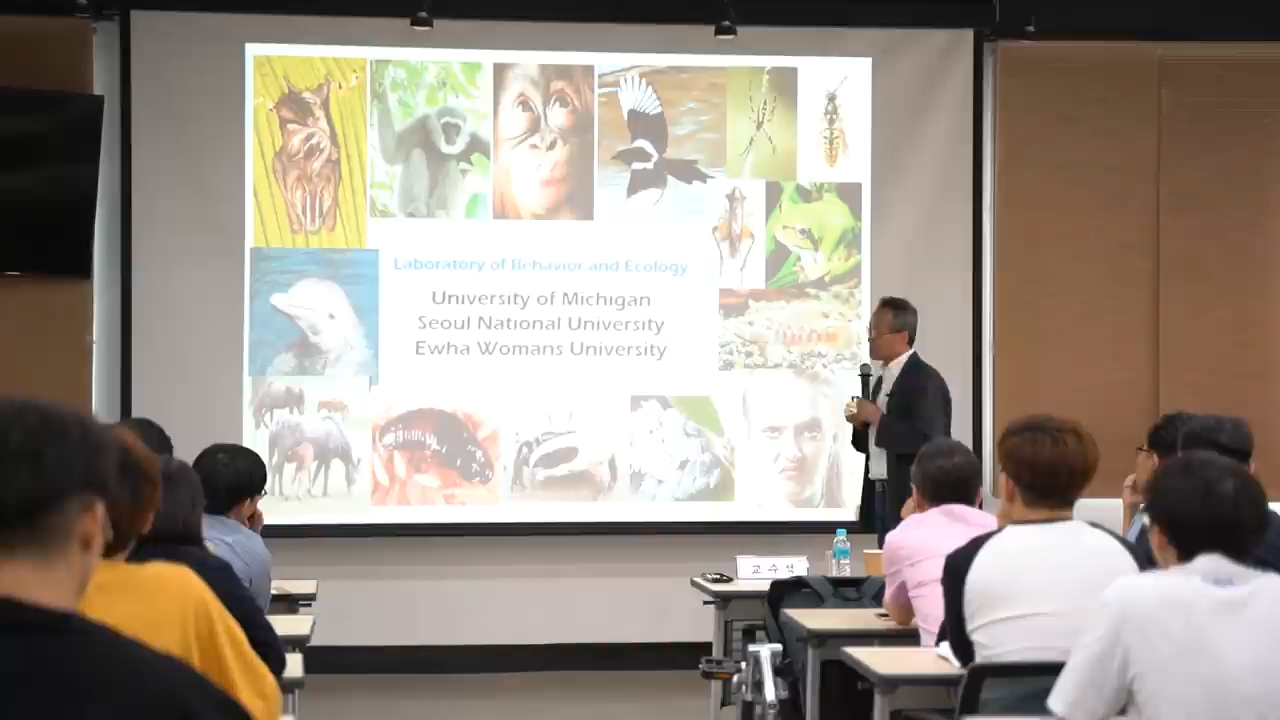 Laboratory of Behavior and Ecology
University of Michigan
Seoul National University
Ewha Womans University
교 수 석